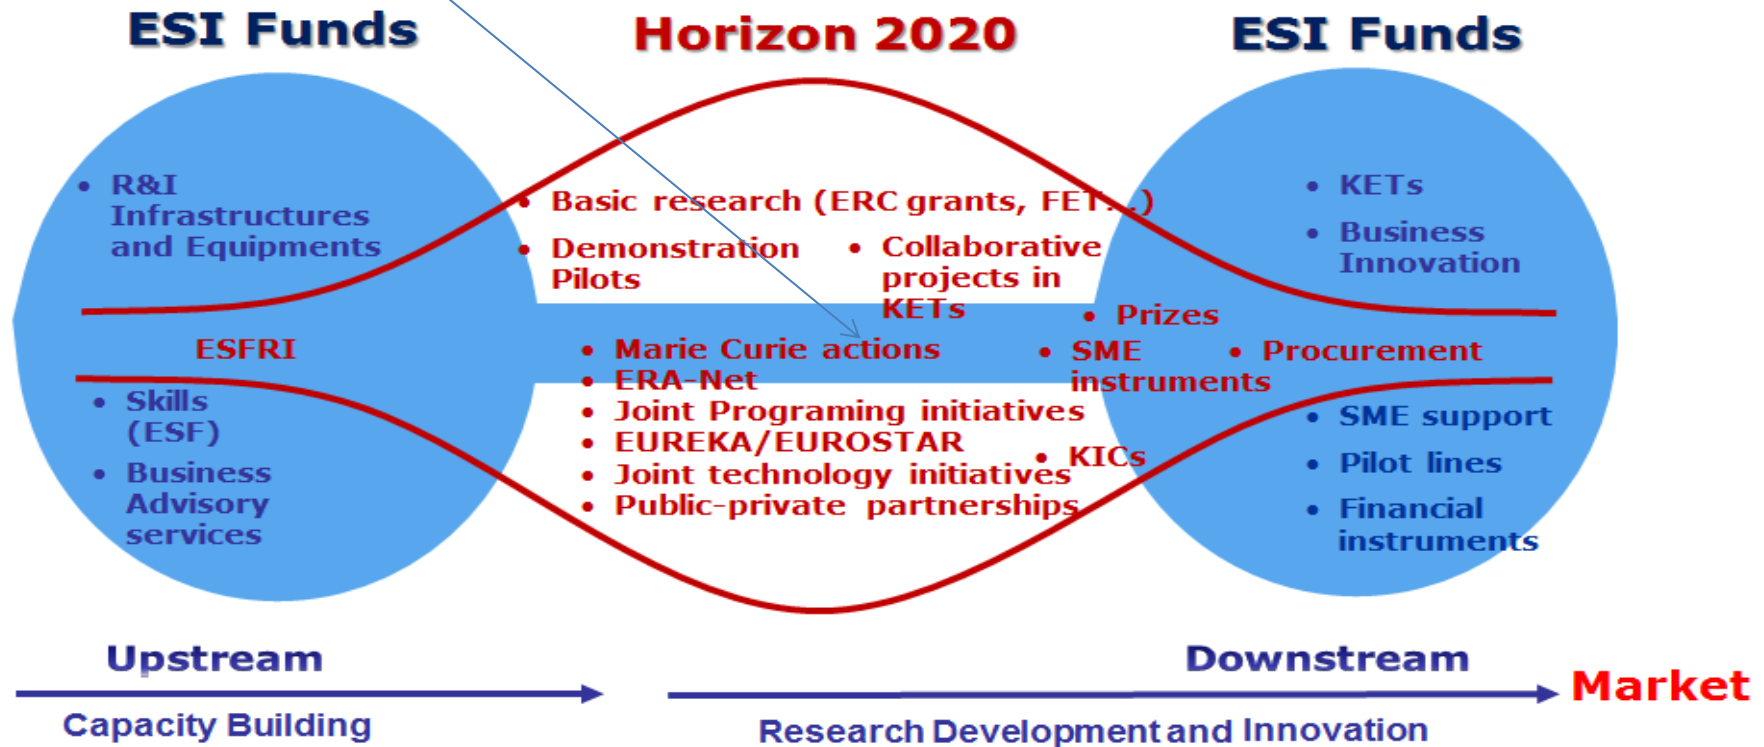 ESI Funds
Horizon 2020
ESI Funds
• R&I
Infrastructures
and Equipments
ESFRI
• Skills
(ESF)
• Business
Advisory
services
• Basic research (ERC grants, FET...)
• Demonstration
Pilots
• Collaborative
projects in
KETs
• Marie Curie actions
• ERA-Net
• Joint Programing initiatives
• EUREKA/EUROSTAR
• Joint technology initiatives
• Public-private partnerships
• Prizes
• SME
instruments
• Procurement
• KICs
• KETs
• Business
Innovation
• SME support
• Pilot lines
• Financial
instruments
Upstream
Downstream
Market
Capacity Building
Research Development and Innovation